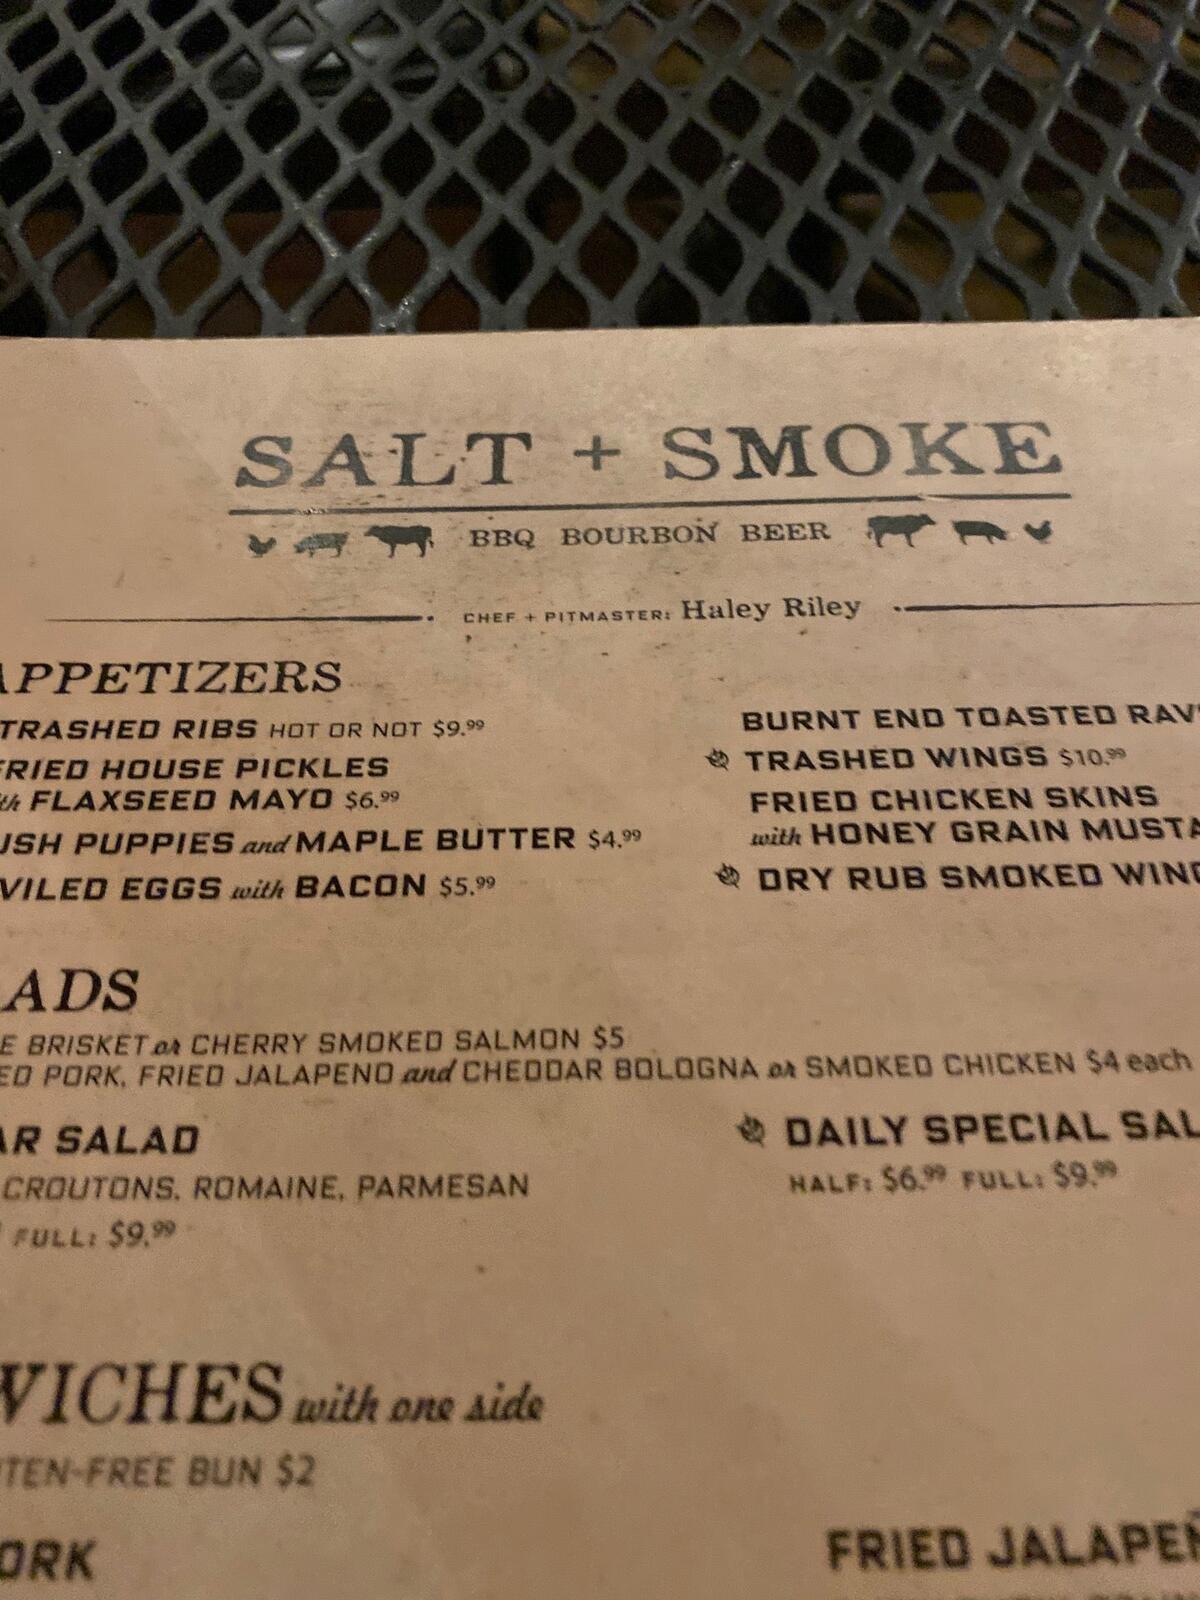 SALT + SMOKE
BBQ BOURBON BEER
CHEF + PITMASTER: Haley Riley
APPETIZERS
TRASHED RIBS HOT OR NOT $9.99
FRIED HOUSE PICKLES
FLAXSEED MAYO $6.99
PUPPIES and MAPLE BUTTER $4.99
EGGS with BACON $5.99
BURNT END TOASTED
TRASHED WINGS $10.99
FRIED CHICKEN SKINS
with HONEY GRAIN
DRY RUB SMOKED
BRISKET or CHERRY SMOKED SALMON $5
PORK, FRIED JALAPENO and CHEDDAR BOLOGNA or SMOKED CHICKEN $4 each
SALAD
CROUTONS, ROMAINE, PARMESAN
FULL: $9.99
DAILY SPECIAL
HALF: $6.99 FULL: $9.99
with one side
BUN $2
FRIED